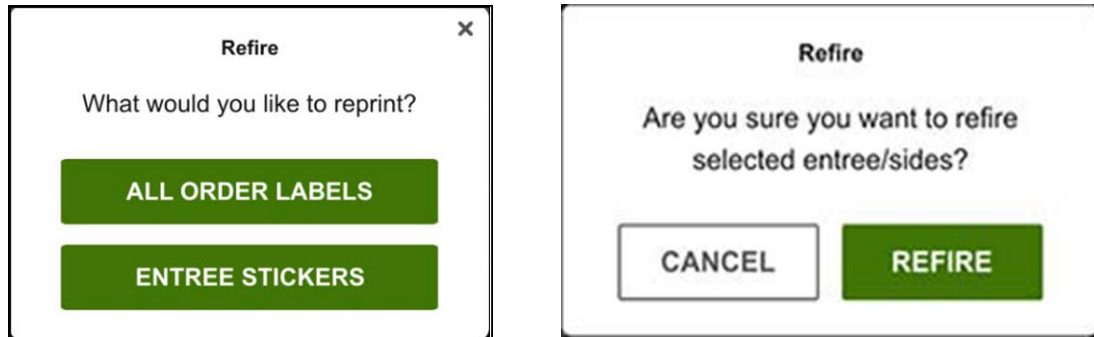 Refire
What would you like to reprint?
ALL ORDER LABELS
ENTREE STICKERS
Refire
Are you sure you want to refire
selected entree/sides?
CANCEL
REFIRE